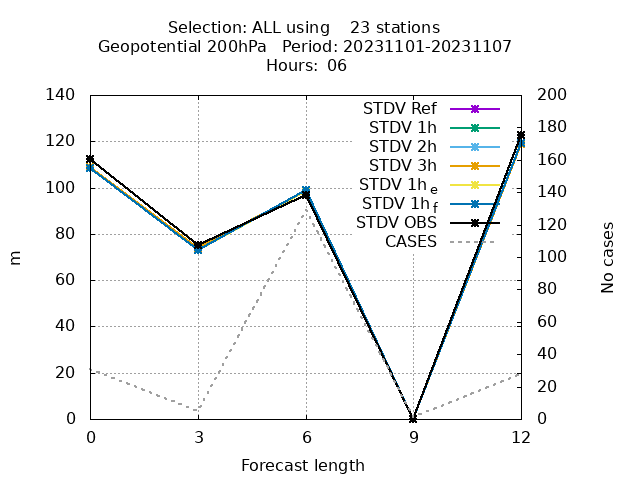 Selection: ALL using    23 stations
Geopotential 200hPa   Period: 20231101-20231107
Hours:  06
140
120
100
80
60
40
20
0
m
STDV Ref
STDV 1h
STDV 2h
STDV 3h
STDV 1h e
STDV 1h f
STDV OBS
CASES
200
180
160
140
120
100
80
60
40
20
0
No cases
0 3 6 9 12
Forecast length